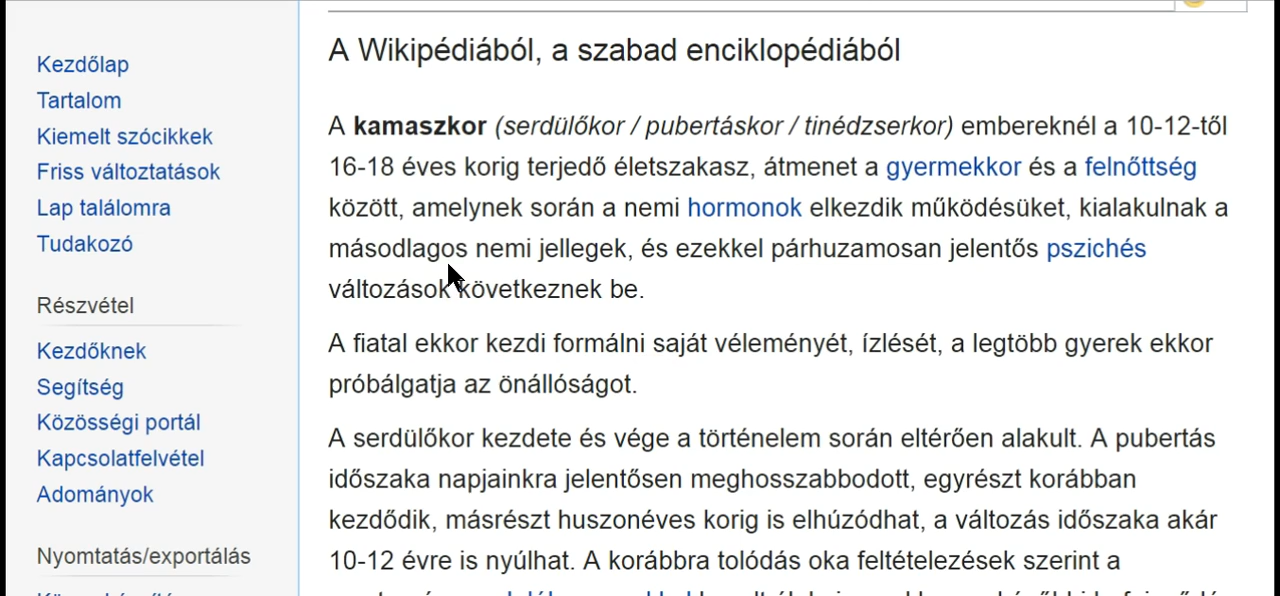 Kezdőlap
Tartalom
Kiemelt szócikkek
Friss változtatások
Lap találomra
Tudakozó
Részvétel
Kezdőknek
Segítség
Közösségi portál
Kapcsolatfelvétel
Adományok
Nyomtatás/exportálás
A Wikipédiából, a szabad enciklopédiából
A kamaszkor (serdülőkor / pubertáskor / tinédzserkor) embereknél a 10-12-től
16-18 éves korig terjedő életszakasz, átmenet a gyermekkor és a felnőttség
között, amelynek során a nemi hormonok elkezdik működésüket, kialakulnak a
másodlagos nemi jellegek, és ezekkel párhuzamosan jelentős pszichés
változások következnek be.
A fiatal ekkor kezdi formálni saját véleményét, ízlését, a legtöbb gyerek ekkor
próbálgatja az önállóságot.
A serdülőkor kezdete és vége a történelem során eltérően alakult. A pubertás
időszaka napjainkra jelentősen meghosszabbodott, egyrészt korábban
kezdődik, másrészt huszonéves korig is elhúzódhat, a változás időszaka akár
10-12 évre is nyúlhat. A korábbra tolódás oka feltételezések szerint a